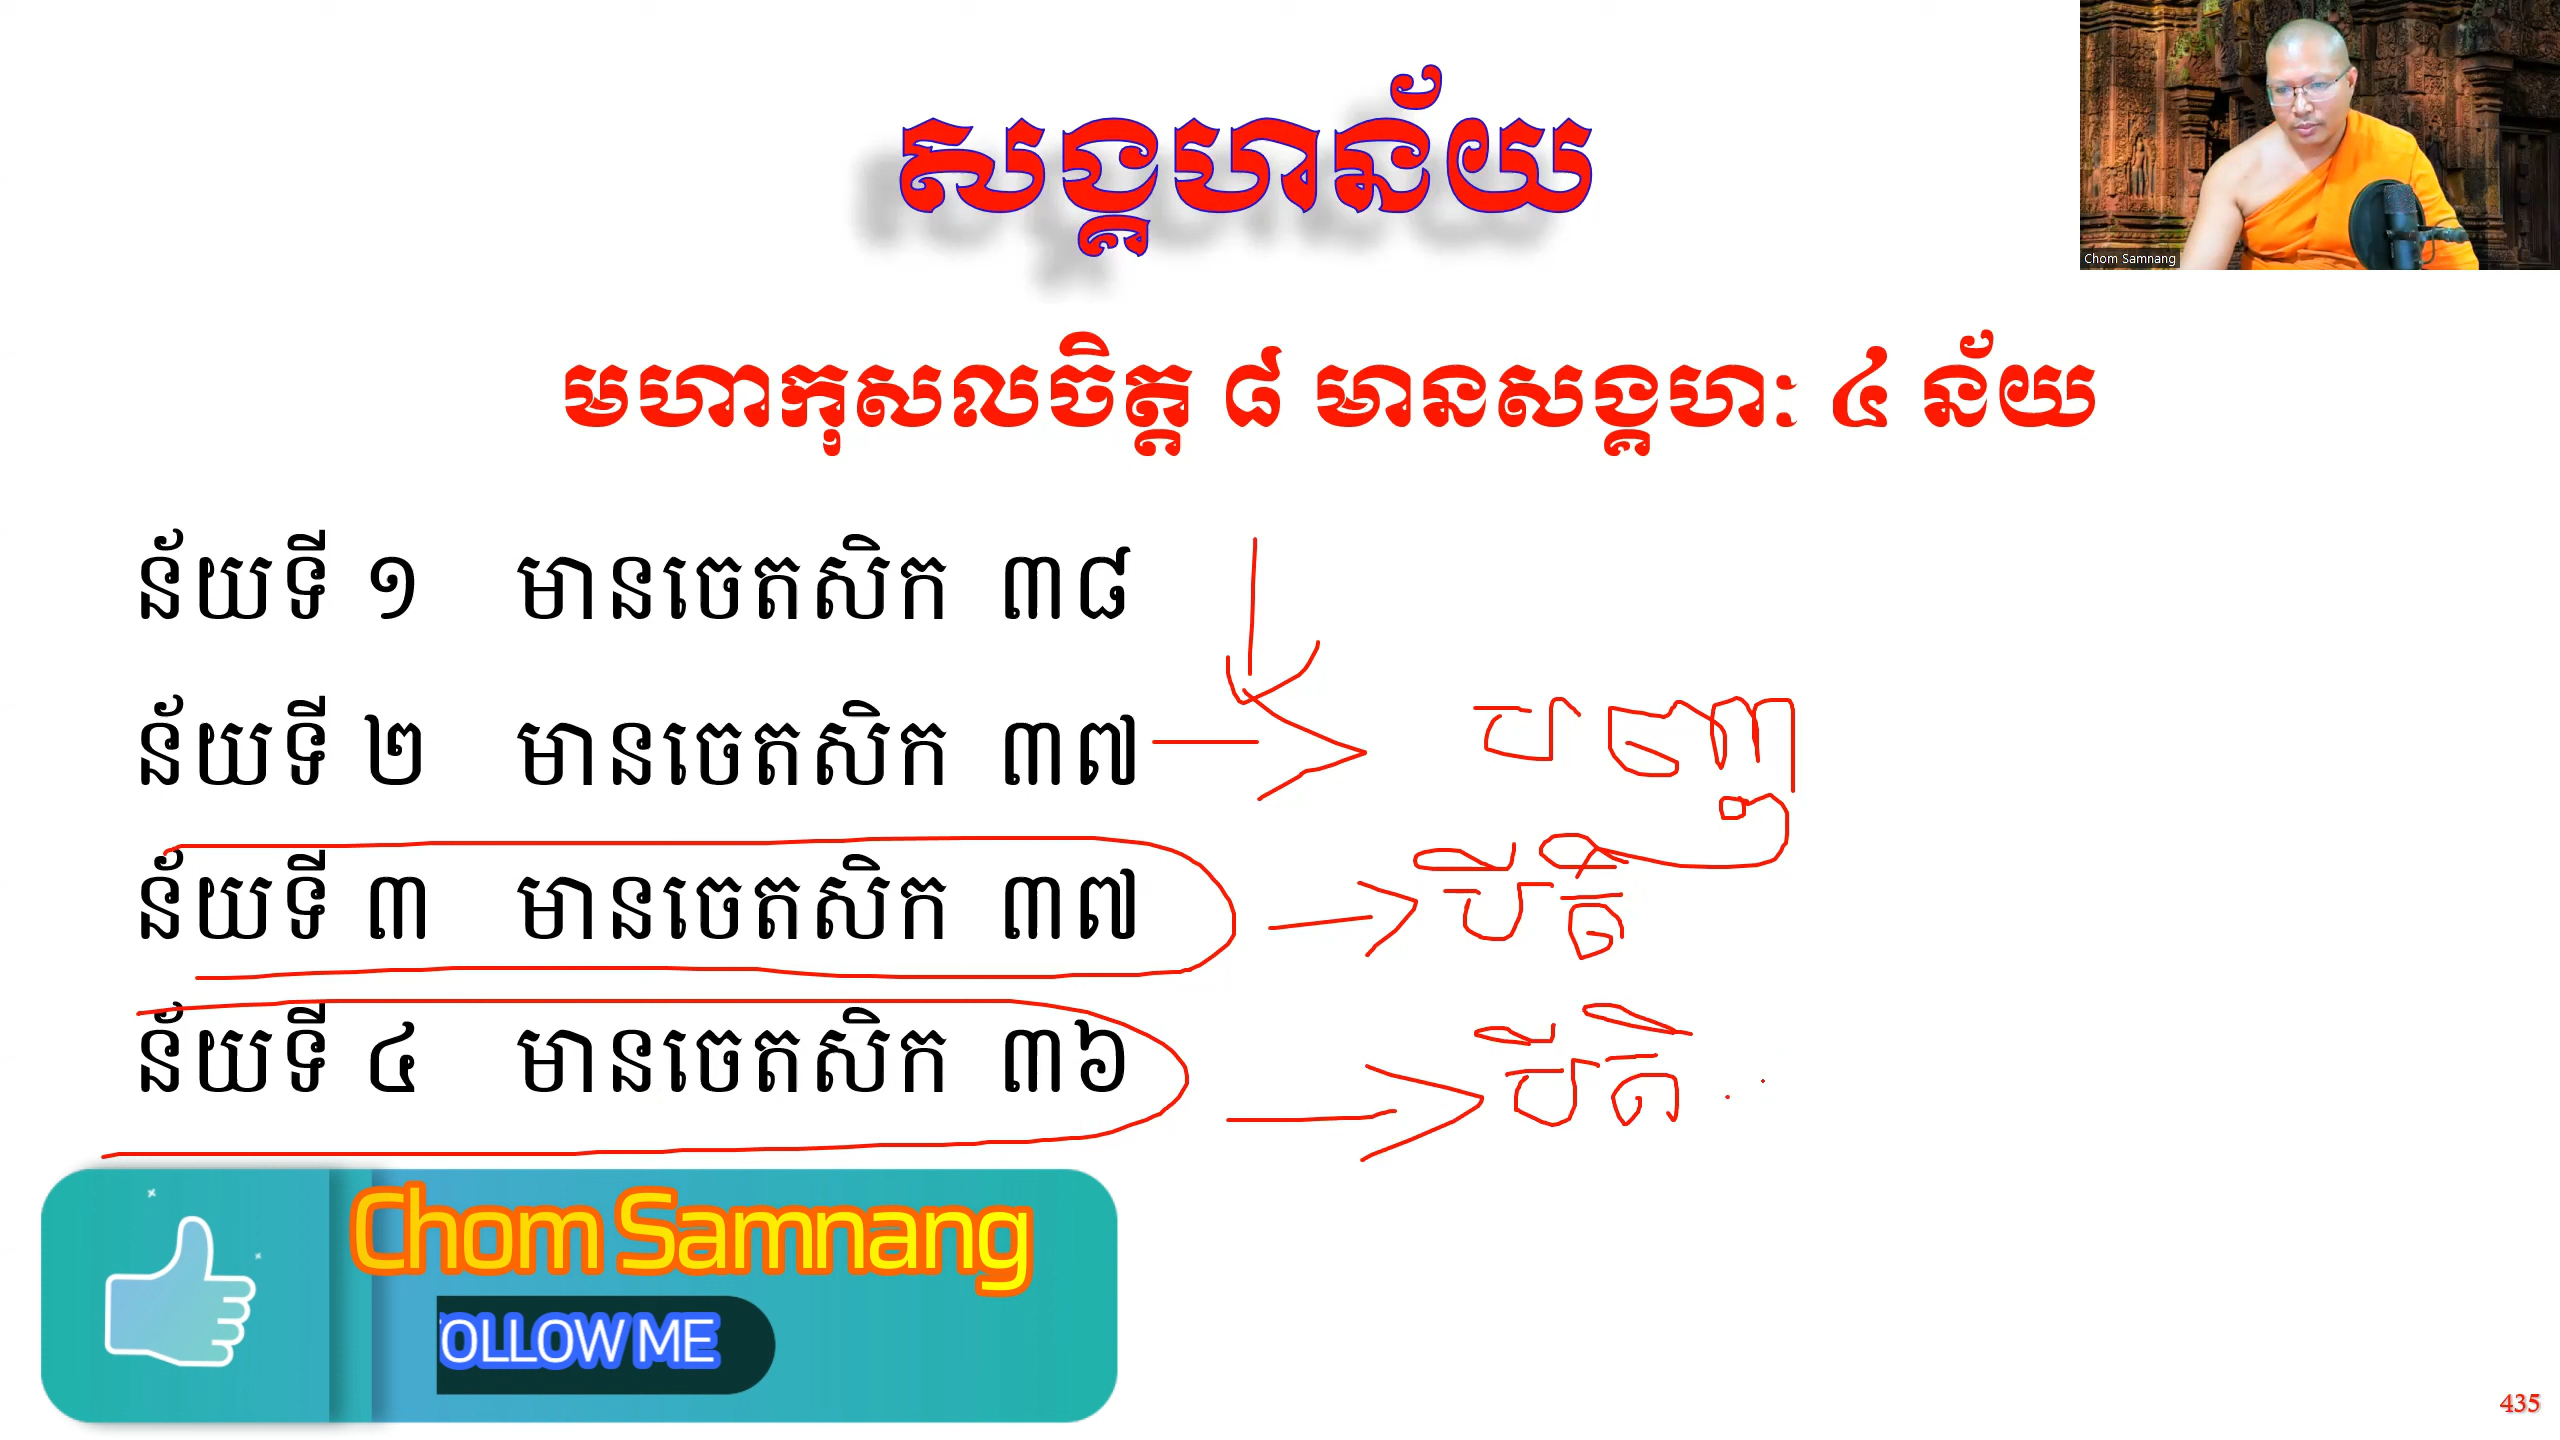 សង្គហន័យ
Chom Samnang
មហាកុសលចិត្ត ៨ មានសង្គហៈ ៤ ន័យ
ន័យទី ១ មានចេតសិក ៣៨
ន័យទី ២ មានចេតសិក ៣៧
បញ្ញា
ន័យទី ៣ មានចេតសិក ៣៧
បីតិ
ន័យទី ៤ មានចេតសិក ៣៦
បីតិ
Chom Samnang
OLLOW ME
435